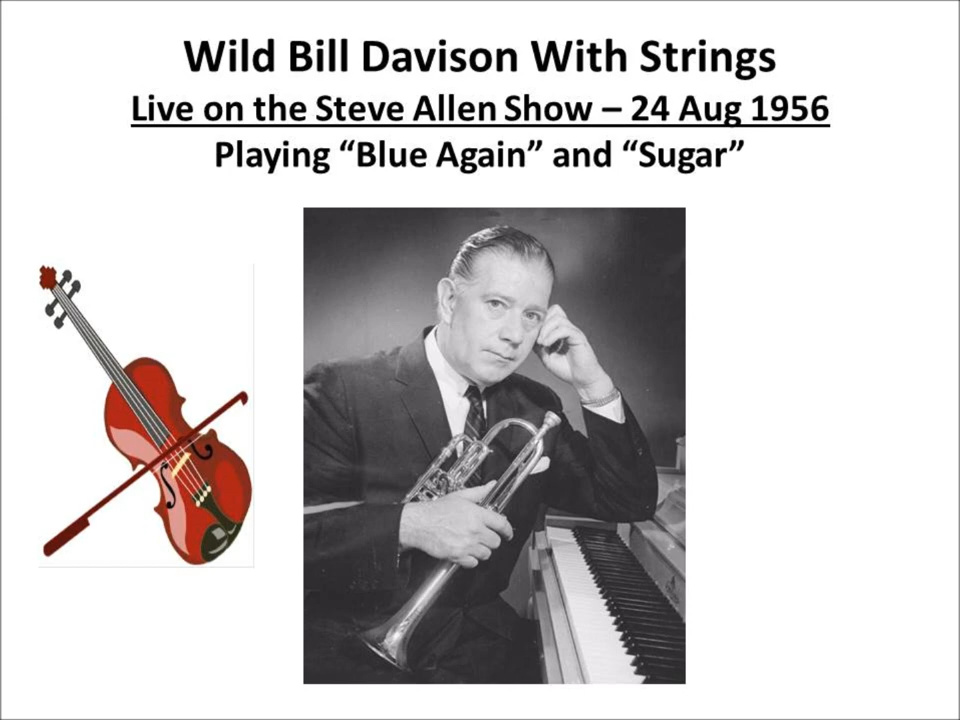 Wild Bill Davison With Strings
Live on the Steve Allen Show – 24 Aug 1956
Playing “Blue Again” and “Sugar”